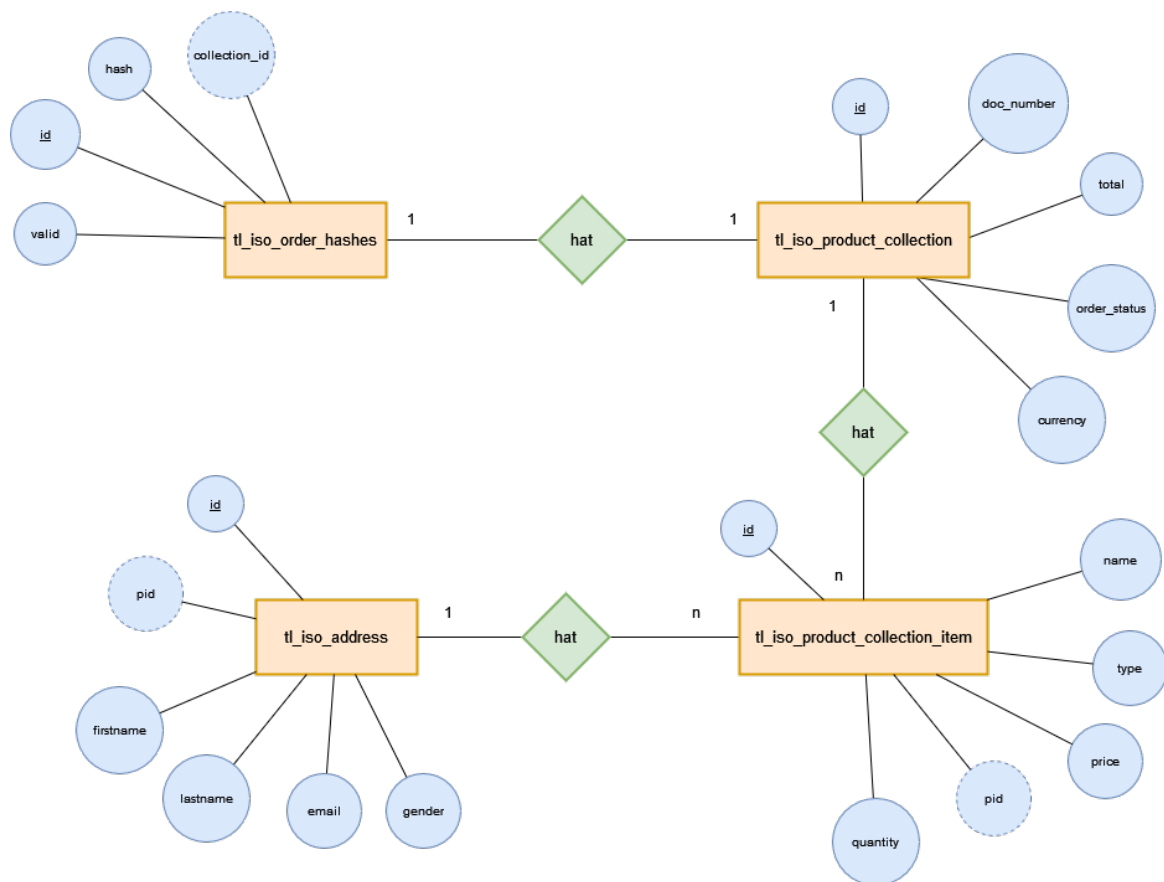 collection_id
hash
doc_number
id
id
total
valid
tl_iso_order_hashes
1
hat
1
tl_iso_product_collection
order_status
1
currency
hat
id
id
name
pid
n
tl_iso_address
1
hat
n
tl_iso_product_collection_item
type
firstname
price
lastname
email
gender
pid
quantity